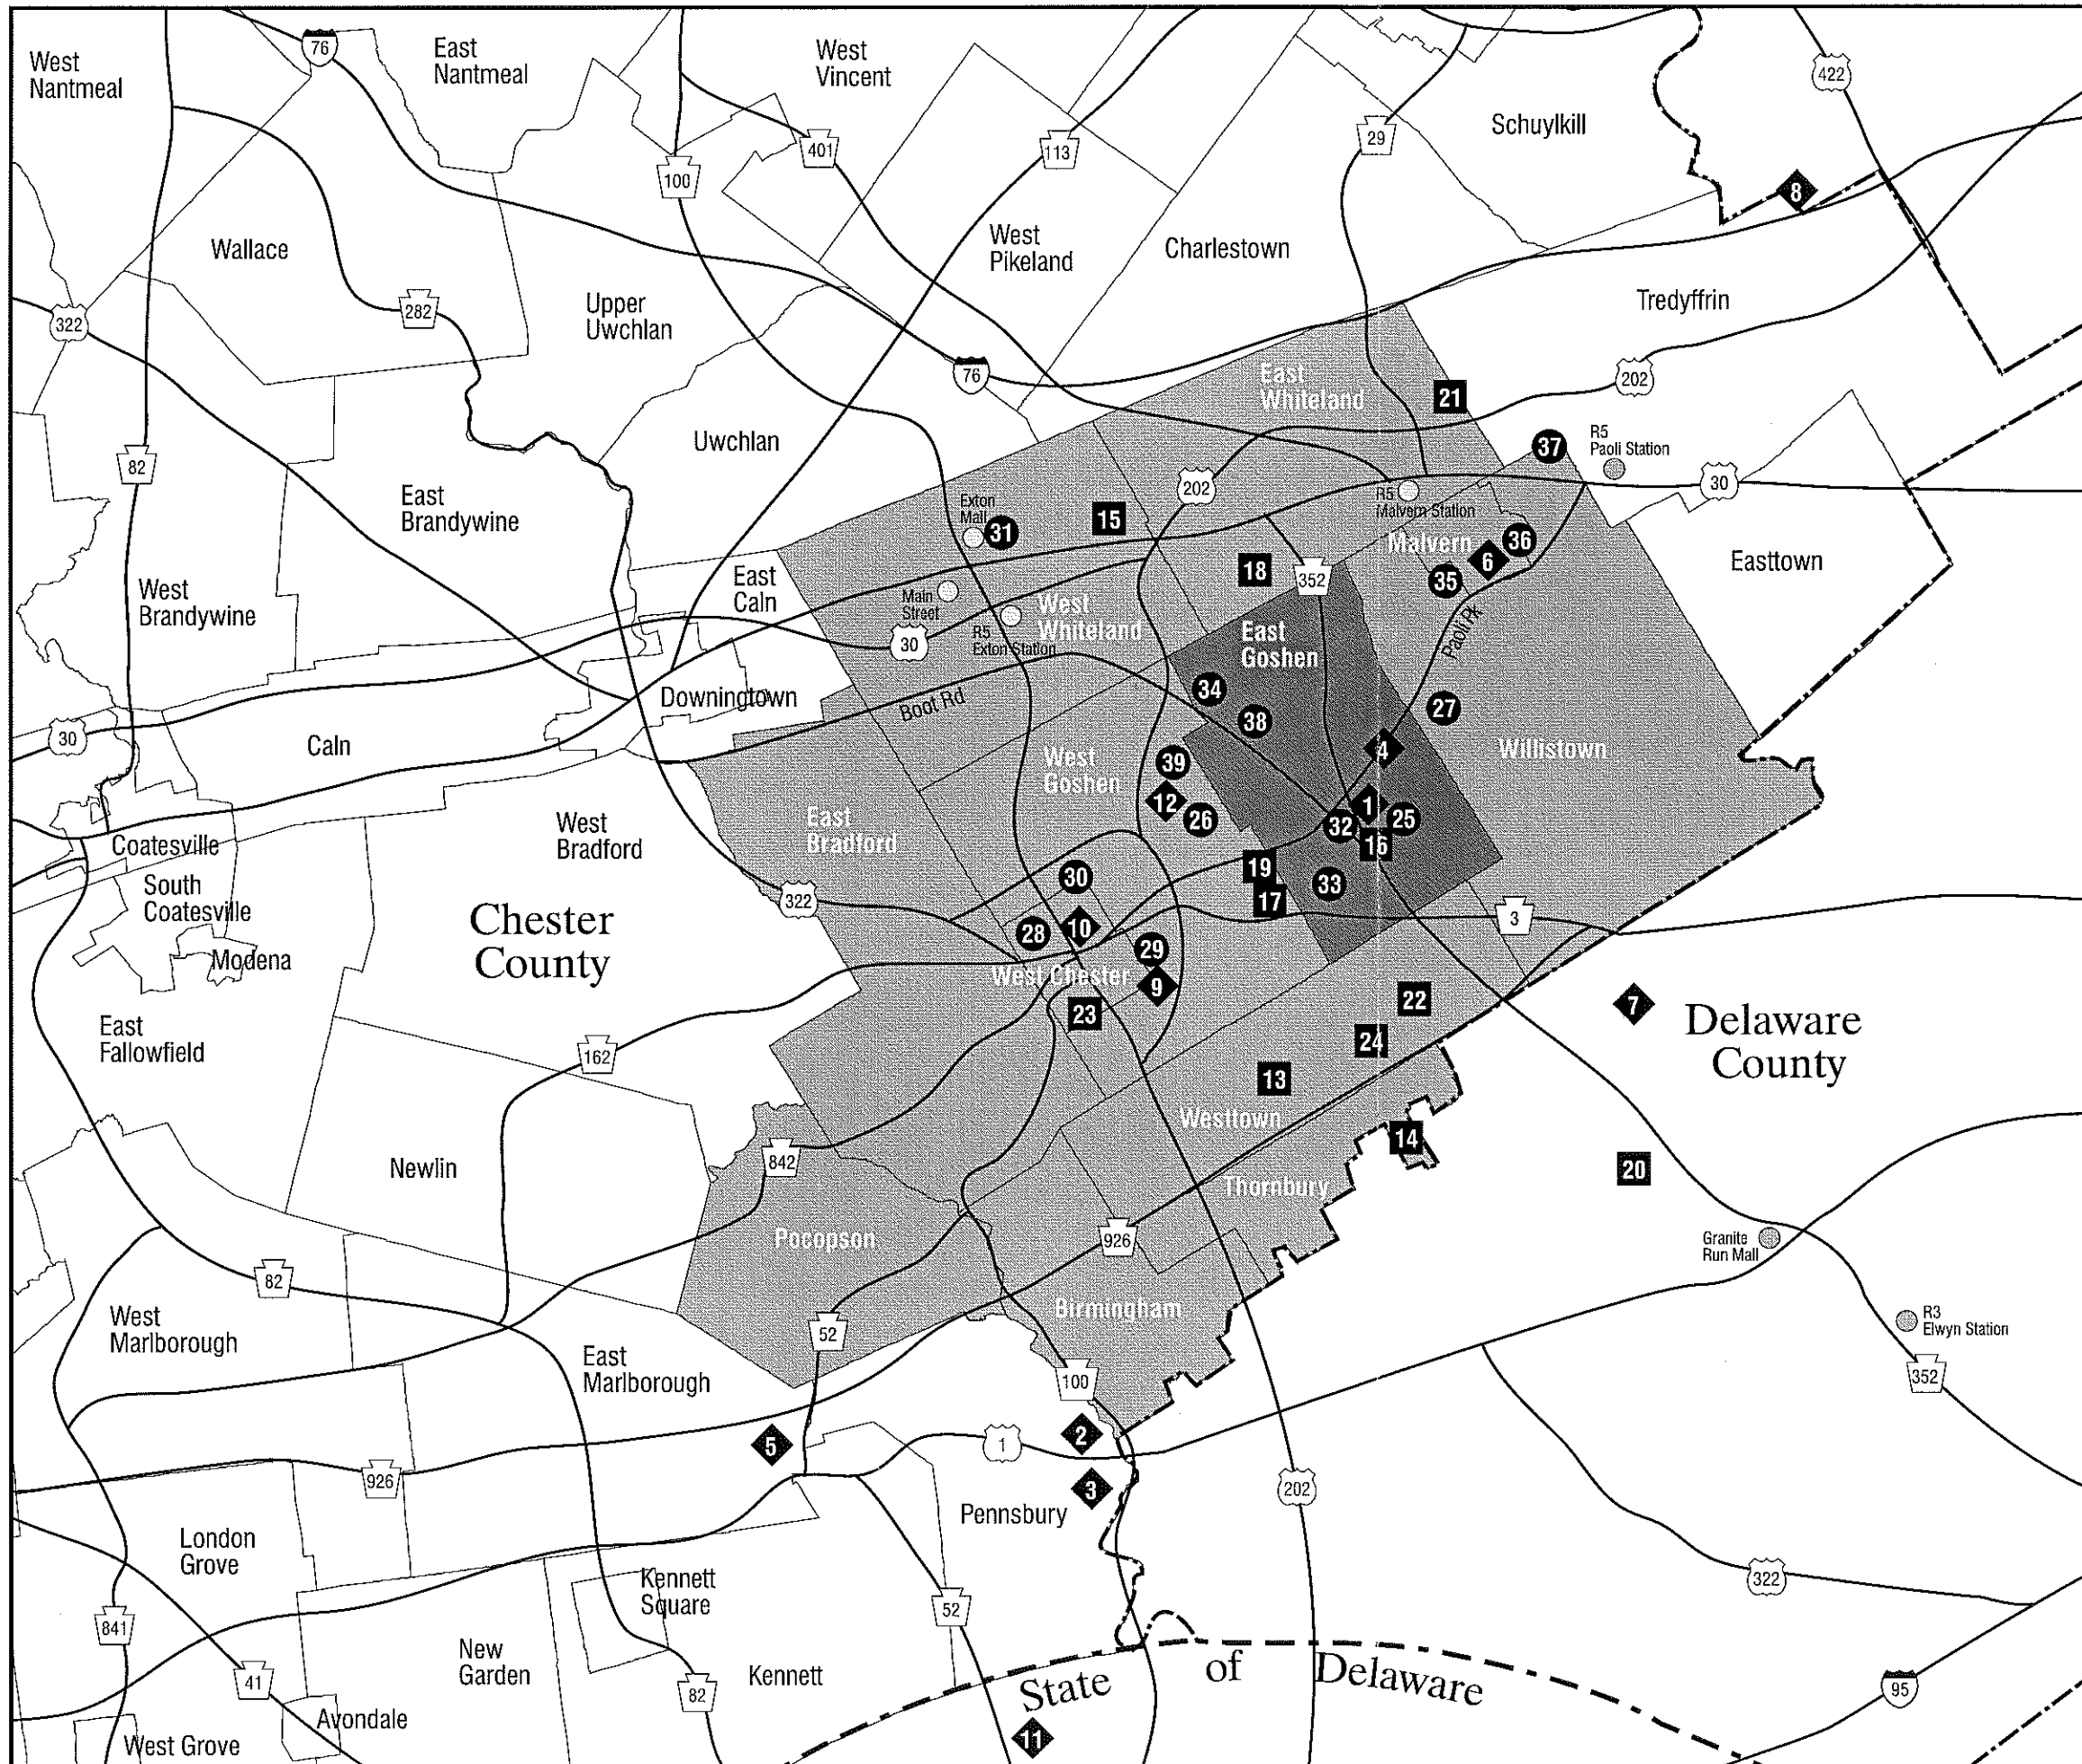 76
East
Nantmeal
West
Vincent
422
West
Nantmeal
Schuylkill
29
401
113
100
8
Wallace
West
Pikeland
Charlestown
Tredyffrin
322
282
Upper
Uwchlan
76
202
East
Whiteland
21
Uwchlan
37
R5
Paoli Station
82
202
30
R5
Malvern Station
East
Brandywine
Exton
Mall
31
15
Malvern
36
6
18
352
35
Easttown
West
Brandywine
East
Caln
Main
Street
West
Whiteland
R5
Exton Station
30
East
Goshen
Paoli Pk
34
38
27
Downingtown
Boot Rd
30
Caln
West
Goshen
39
4
Willistown
12
26
1
25
32
16
Coatesville
West
Bradford
East
Bradford
South
Coatesville
19
33
17
30
322
Chester
County
28
10
3
29
Modena
West Chester
9
22
7
23
Delaware
County
East
Fallowfield
24
162
13
Westtown
14
842
Newlin
20
Thornbury
Pocopson
926
Granite
Run Mall
82
West
Marlborough
Birmingham
52
R3
Elwyn Station
East
Marlborough
100
352
5
2
1
926
3
202
Pennsbury
London
Grove
322
Kennett
Square
52
841
New
Garden
Kennett
State of Delaware
41
82
95
Avondale
11
West Grove